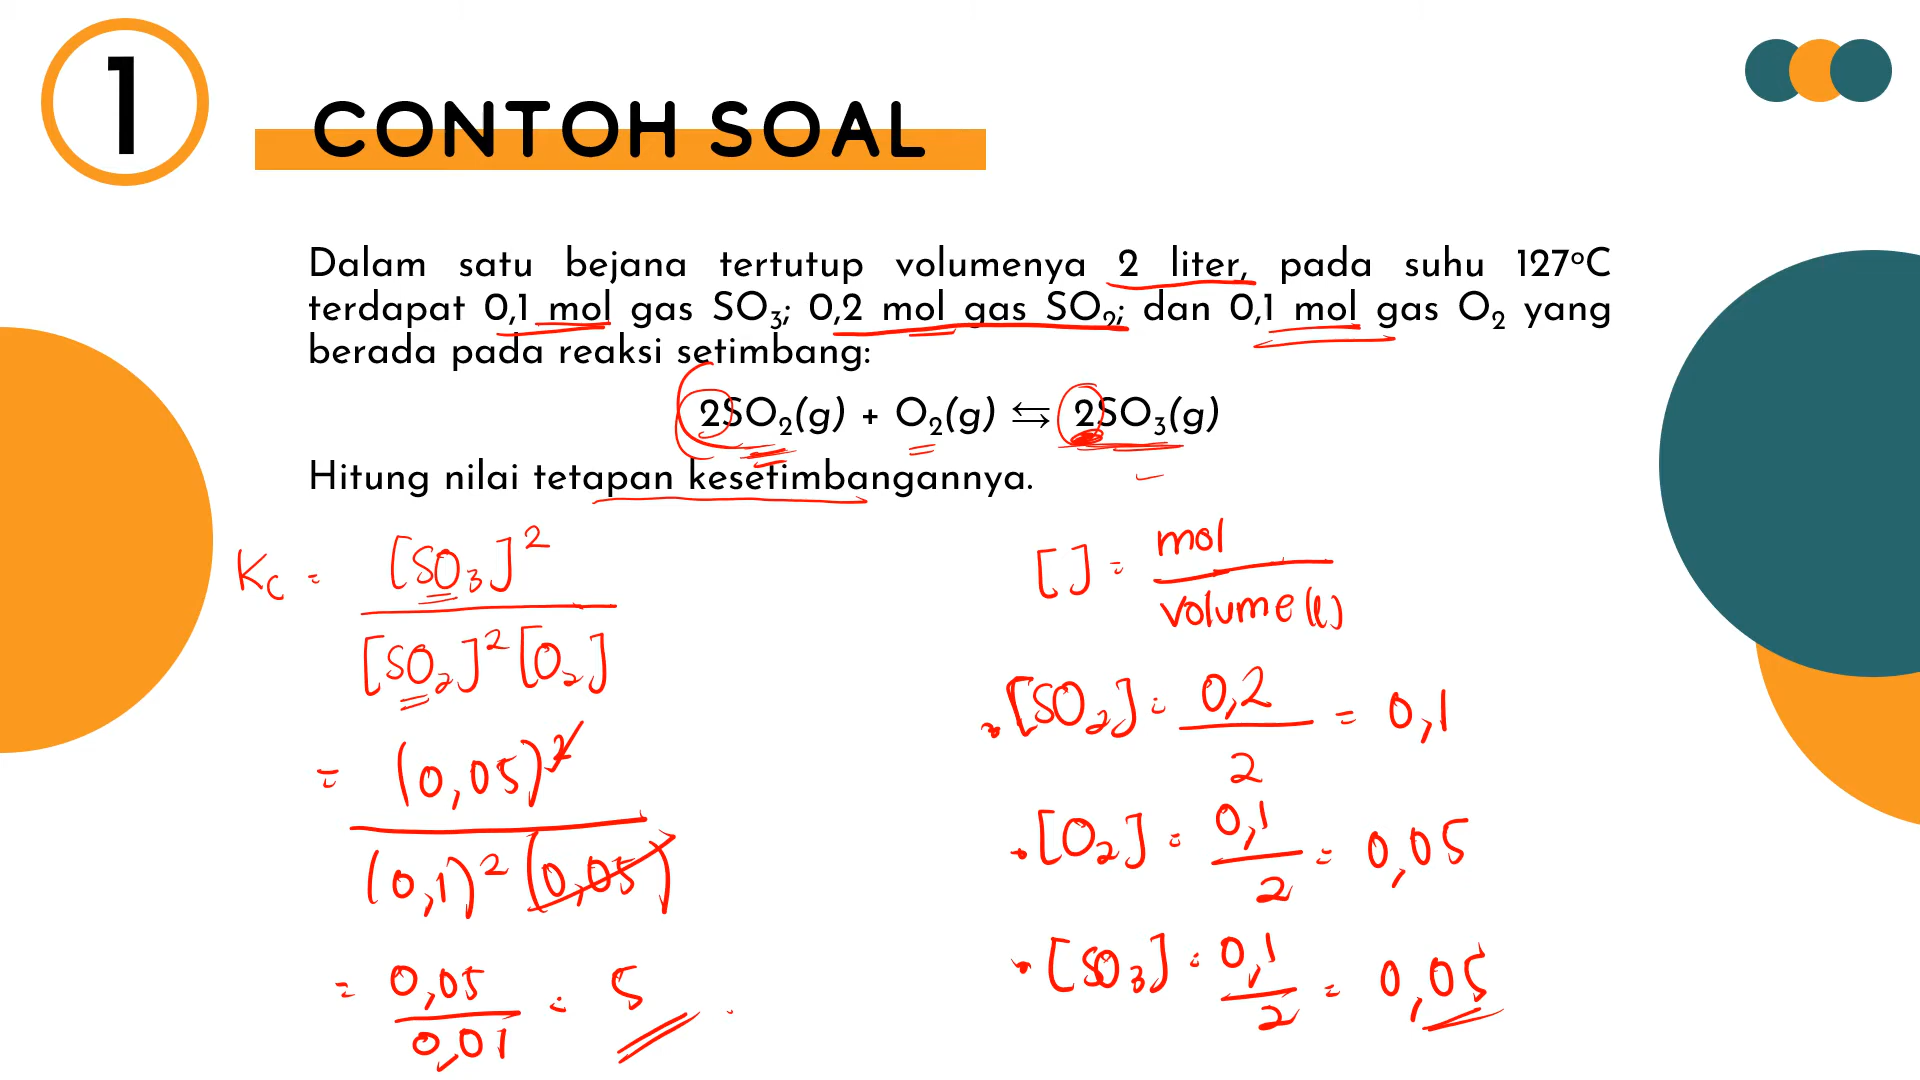 1
CONTOH SOAL
Dalam satu bejana tertutup volumenya 2 liter, pada suhu 127°C
terdapat 0,1 mol gas SO₃; 0,2 mol gas SO₂; dan 0,1 mol gas O₂ yang
berada pada reaksi setimbang:
2SO₂(g) + O₂(g) ⇆ 2SO₃(g)
Hitung nilai tetapan kesetimbangannya.
Kc = [SO₃]²
[SO₂]² [O₂]
= (0,05)²
(0,1)² (0,05)
= 0,05
0,01
= 5
[ ] = mol
volume (l)
[SO₂] = 0,2
2
= 0,1
[O₂] = 0,1
2
= 0,05
[SO₃] = 0,1
2
= 0,05